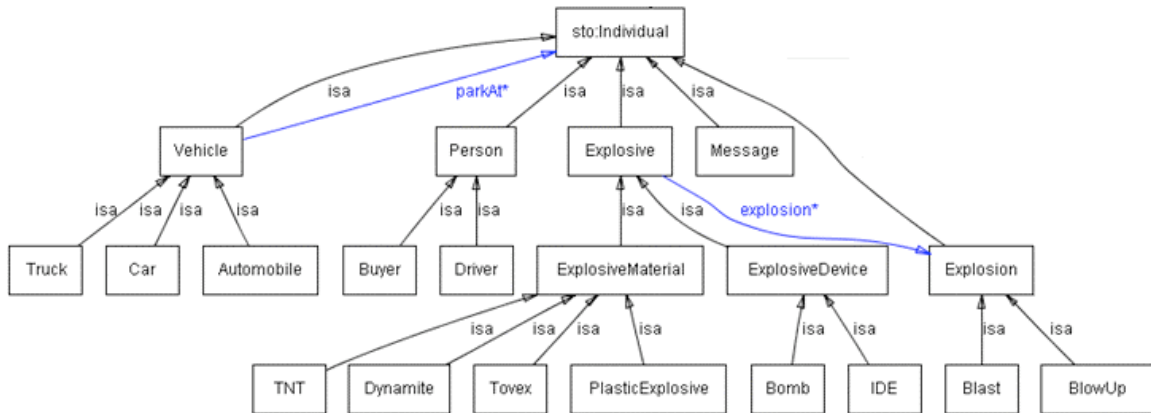 sto:Individual
isa
parkAt*
isa
isa
isa
isa
Vehicle
Person
Explosive
Message
isa
isa
isa
isa
isa
isa
isa
explosion*
Truck
Car
Automobile
Buyer
Driver
ExplosiveMaterial
ExplosiveDevice
Explosion
isa
isa
isa
isa
isa
isa
isa
isa
TNT
Dynamite
Tovex
PlasticExplosive
Bomb
IDE
Blast
BlowUp